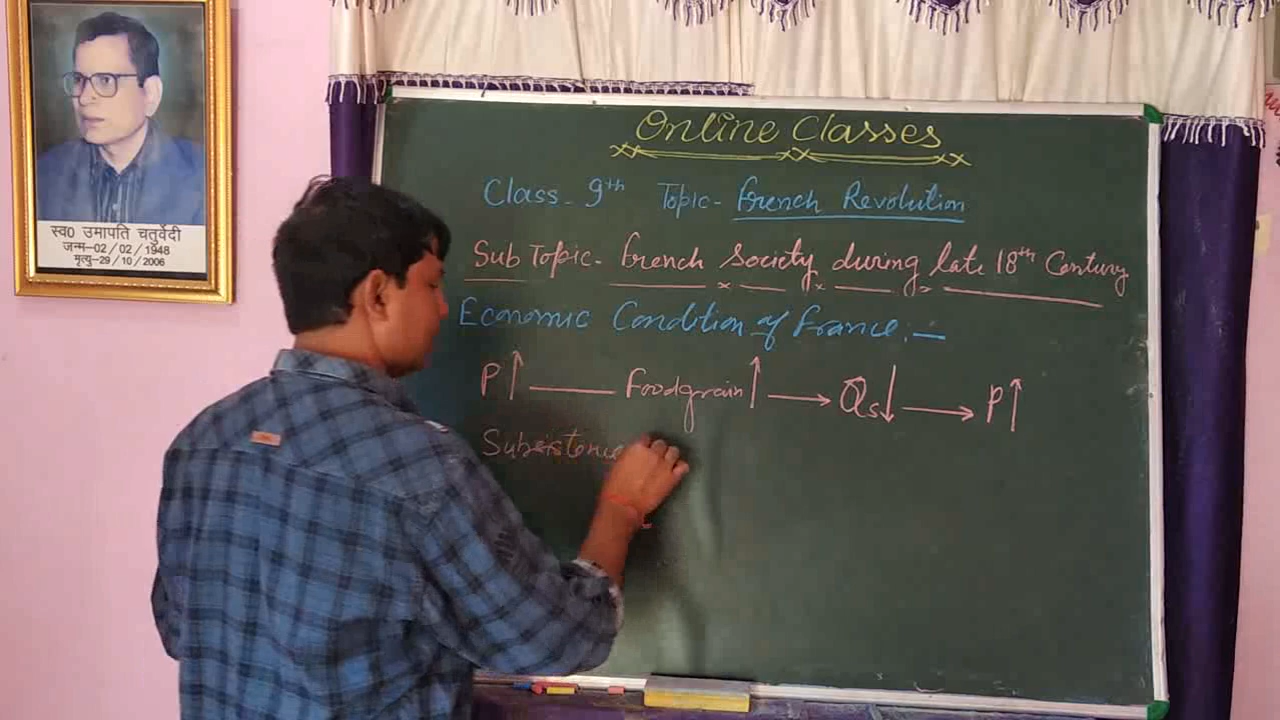 स्व0 उमापति चतुर्वेदी
जन्म-02/02/1948
मृत्यु-29/10/2006
Online Classes
Class - 9th Topic - French Revolution
Sub Topic - French Society during late 18th Century
Economic Condition of France :-
P↑ — Foodgrain↑ → Qs↓ → P↑
Subsistence